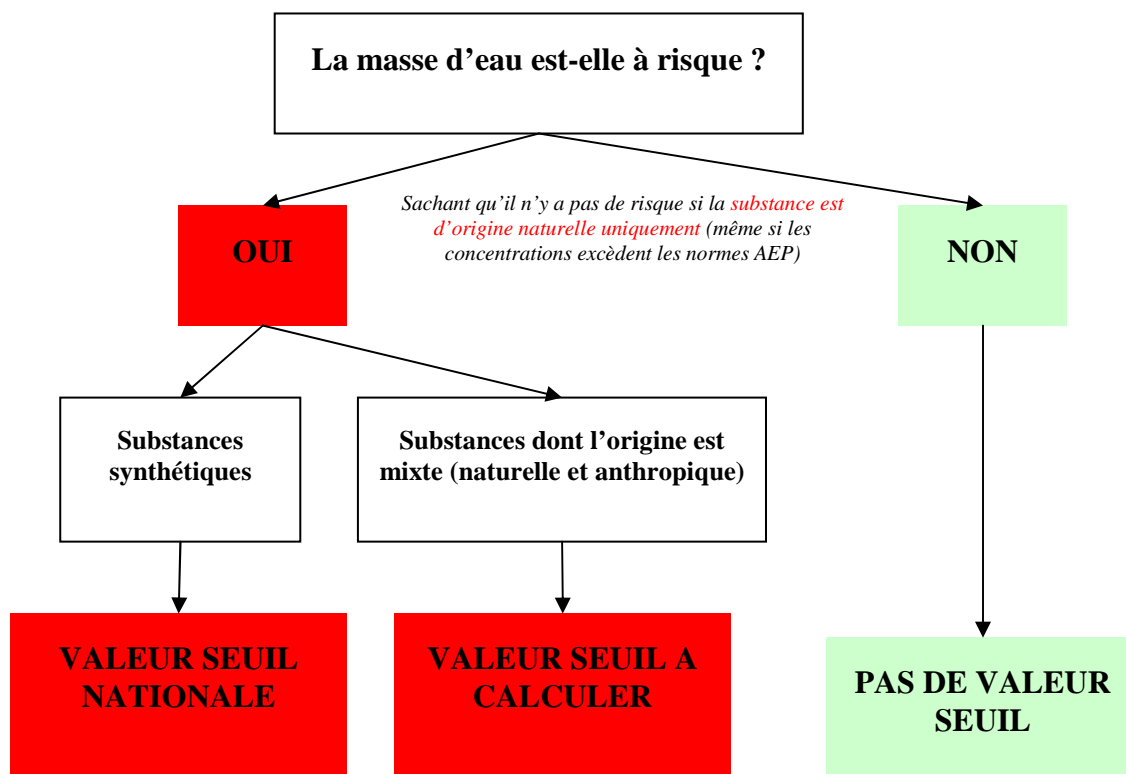 La masse d’eau est-elle à risque ?
Sachant qu’il n’y a pas de risque si la substance est
d’origine naturelle uniquement (même si les
concentrations excèdent les normes AEP)
OUI
NON
Substances
synthétiques
Substances dont l’origine est
mixte (naturelle et anthropique)
VALEUR SEUIL
NATIONALE
VALEUR SEUIL A
CALCULER
PAS DE VALEUR
SEUIL